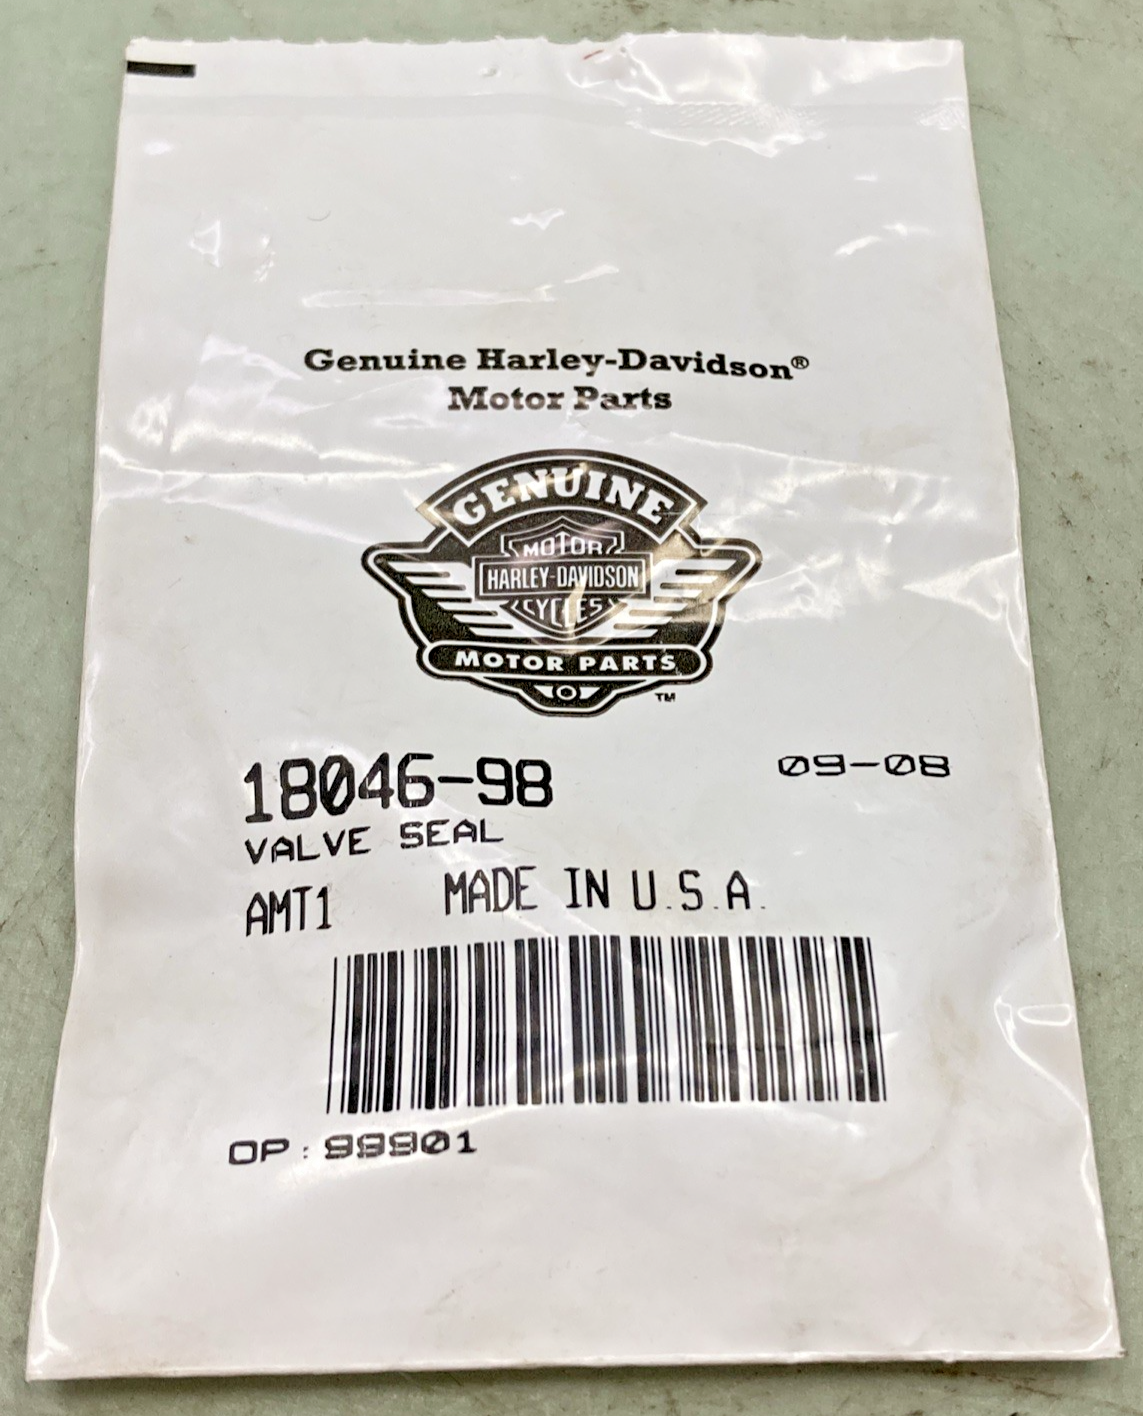 Genuine Harley-Davidson®
Motor Parts
GENUINE
MOTOR
HARLEY-DAVIDSON
CYCLES
MOTOR PARTS
TM
18046-98
09-08
VALVE SEAL
AMT1 MADE IN U.S.A.
OP: 99901